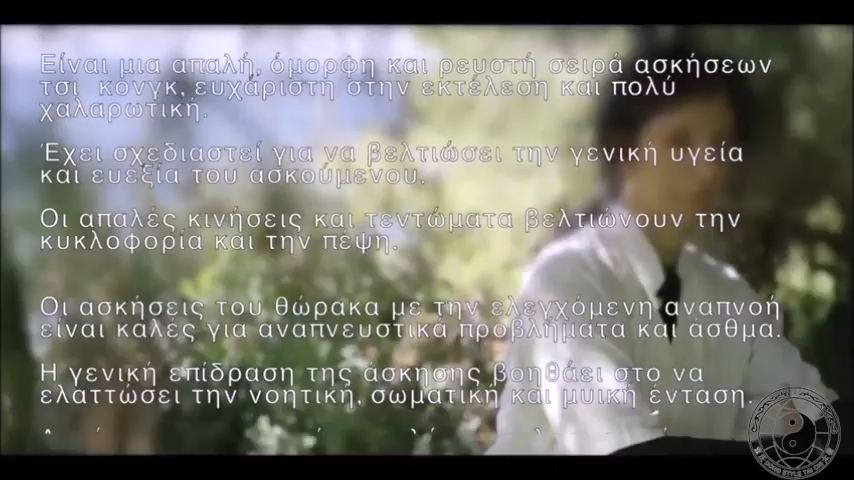 Είναι μια απαλή, όμορφη και ρευστή σειρά ασκήσεων
τσι κονγκ, ευχάριστη στην εκτέλεση και πολύ
χαλαρωτική.
Έχει σχεδιαστεί για να βελτιώσει την γενική υγεία
και ευεξία του ασκούμενου.
Οι απαλές κινήσεις και τεντώματα βελτιώνουν την
κυκλοφορία και την πέψη.
Οι ασκήσεις του θώρακα με την ελεγχόμενη αναπνοή
είναι καλές για αναπνευστικά προβλήματα και άσθμα.
Η γενική επίδραση της άσκησης βοηθάει στο να
ελαττώσει την νοητική, σωματική και μυική ένταση.